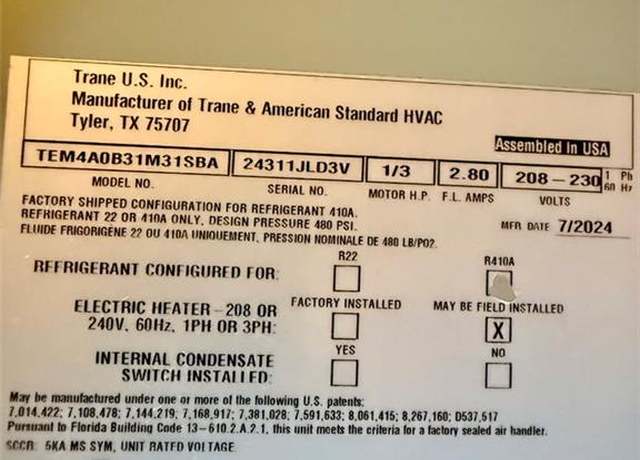 Trane U.S. Inc.
Manufacturer of Trane & American Standard HVAC
Tyler, TX 75707
Assembled In USA
TEM4A0B31M31SBA 24311JLD3V 1/3 2.80 208-230 1 Ph 60 Hz
MODEL NO. SERIAL NO. MOTOR H.P. F.L. AMPS VOLTS
FACTORY SHIPPED CONFIGURATION FOR REFRIGERANT 410A.
REFRIGERANT 22 OR 410A ONLY, DESIGN PRESSURE 480 PSI.
MFR DATE 7/2024
FLUIDE FRIGORIGÈNE 22 OU 410A UNIQUEMENT, PRESSION NOMINALE DE 480 LB/PO2.
R22 R410A
REFRIGERANT CONFIGURED FOR:
FACTORY INSTALLED MAY BE FIELD INSTALLED
ELECTRIC HEATER-208 OR
240V, 60Hz, 1PH OR 3PH: X
YES NO
INTERNAL CONDENSATE
SWITCH INSTALLED:
May be manufactured under one or more of the following U.S. patents:
7,014,422; 7,108,478; 7,144,219; 7,168,917; 7,381,028; 7,591,633; 8,061,415; 8,267,160; D537,517
Pursuant to Florida Building Code 13-610.2.A.2.1, this unit meets the criteria for a factory sealed air handler.
SCCR: 5KA MS SYM, UNIT RATED VOLTAGE